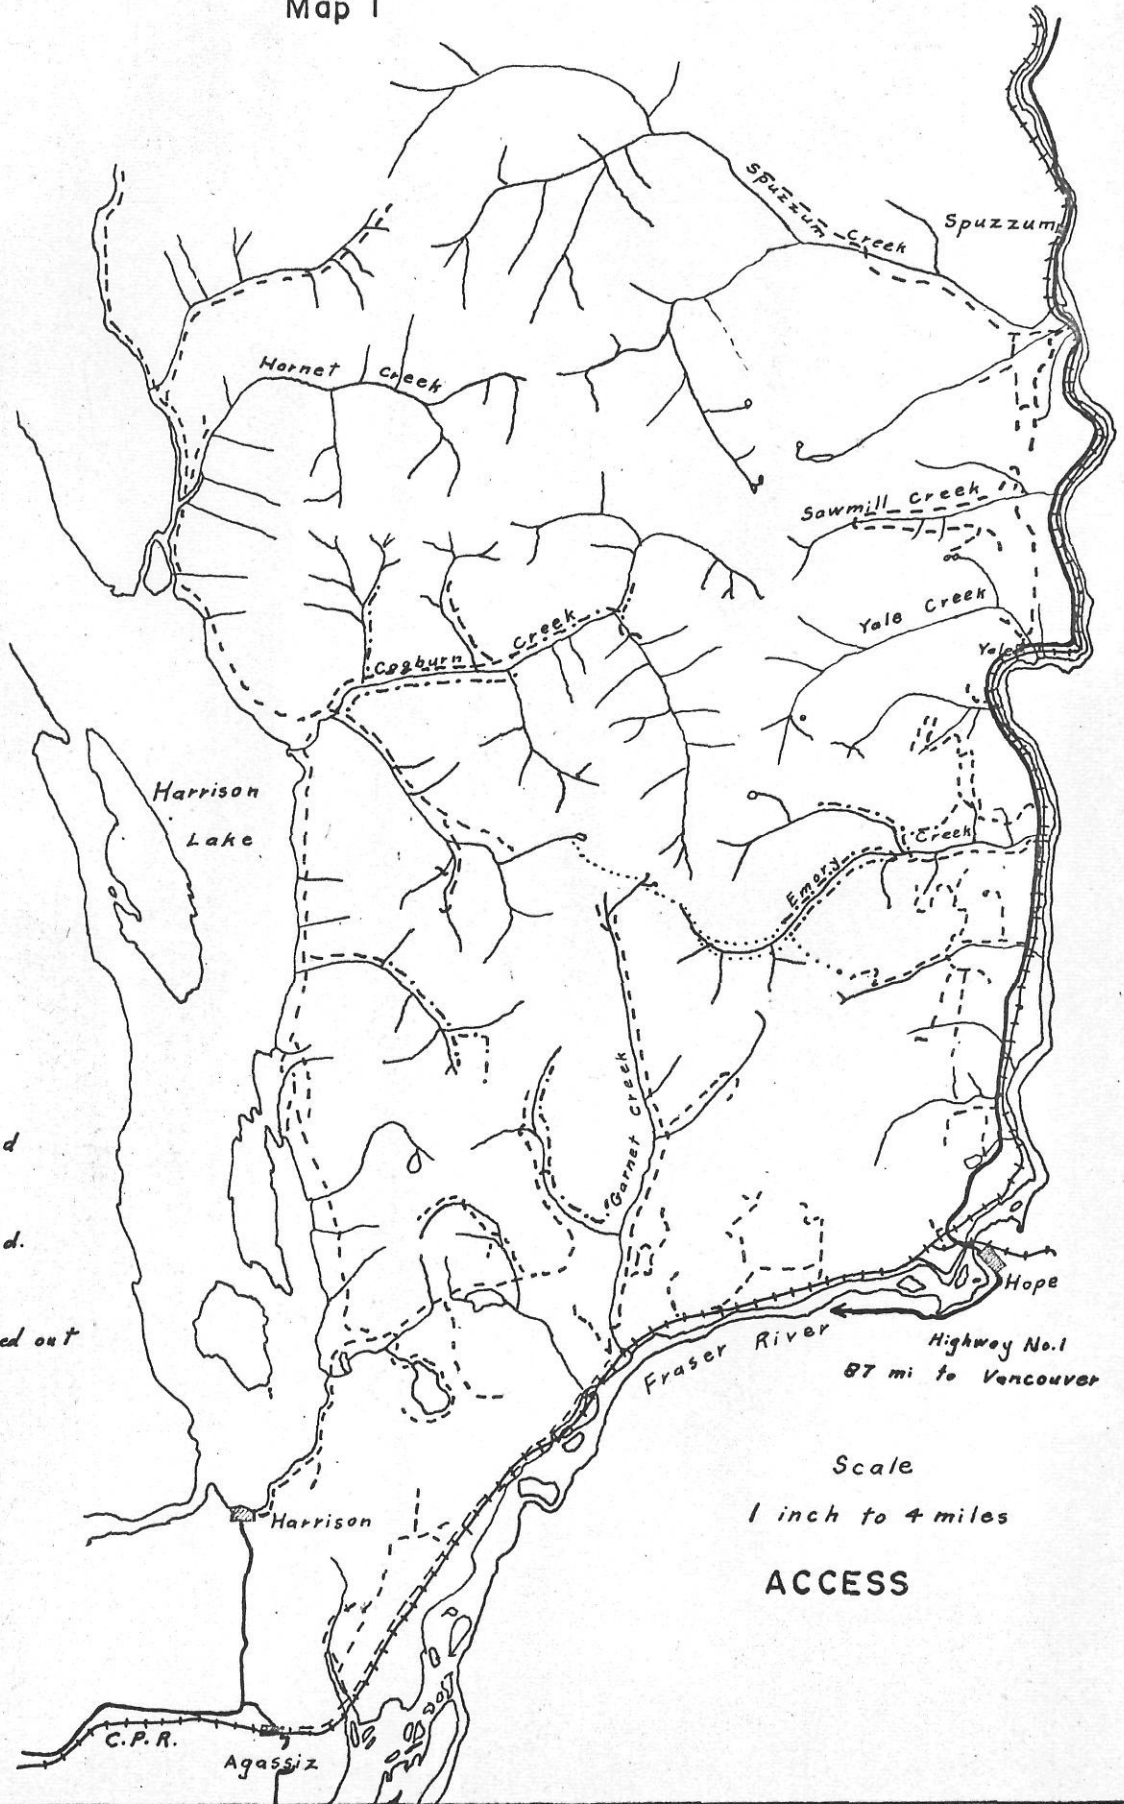 Map 1
Spuzzum Creek
Spuzzum
Hornet Creek
Sawmill Creek
Yale Creek
Yale
Cogburn Creek
Harrison
Lake
Emory Creek
Garnet Creek
d
d.
ed out
Hope
Fraser River
Highway No.1
87 mi to Vancouver
Scale
1 inch to 4 miles
Harrison
ACCESS
C.P.R.
Agassiz